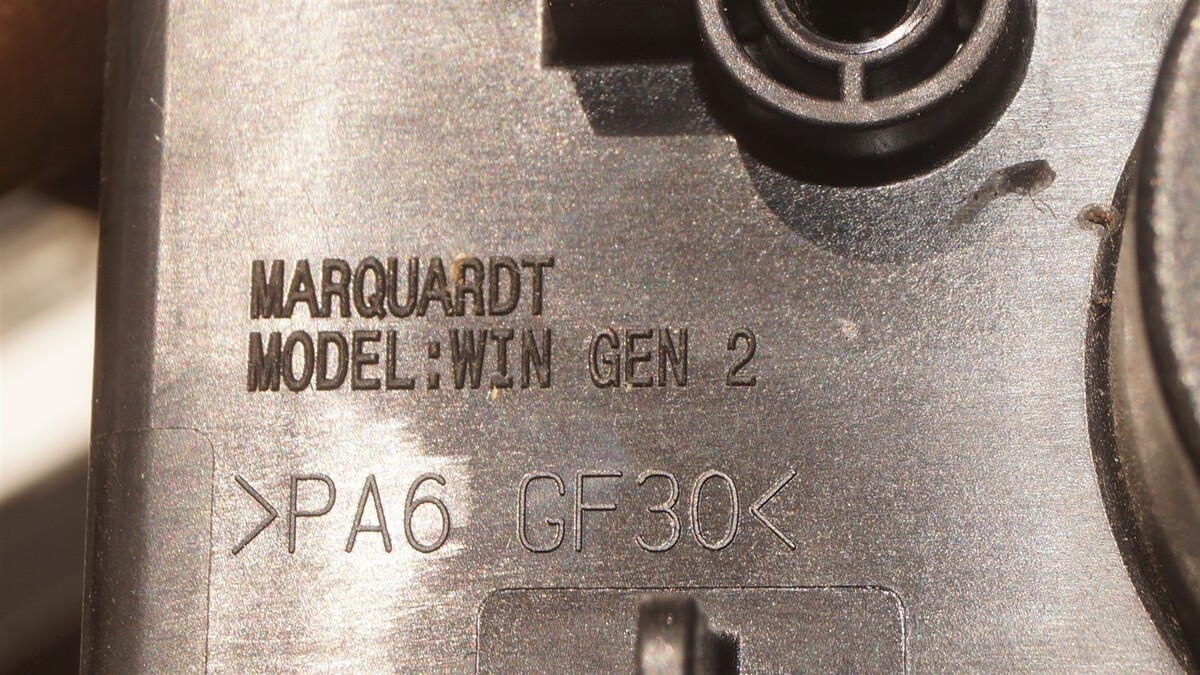 MARQUARDT
MODEL:WIN GEN 2
>PA6 GF30<